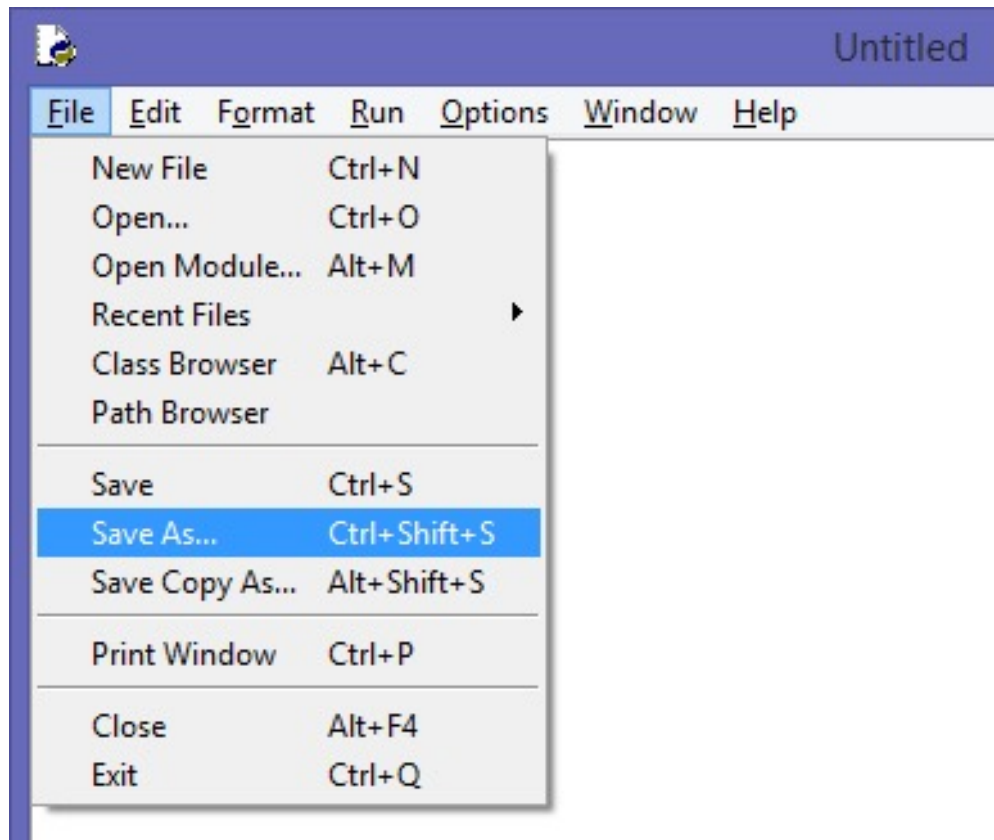 Untitled
File Edit Format Run Options Window Help
New File Ctrl+N
Open... Ctrl+O
Open Module... Alt+M
Recent Files
Class Browser Alt+C
Path Browser
Save Ctrl+S
Save As... Ctrl+Shift+S
Save Copy As... Alt+Shift+S
Print Window Ctrl+P
Close Alt+F4
Exit Ctrl+Q